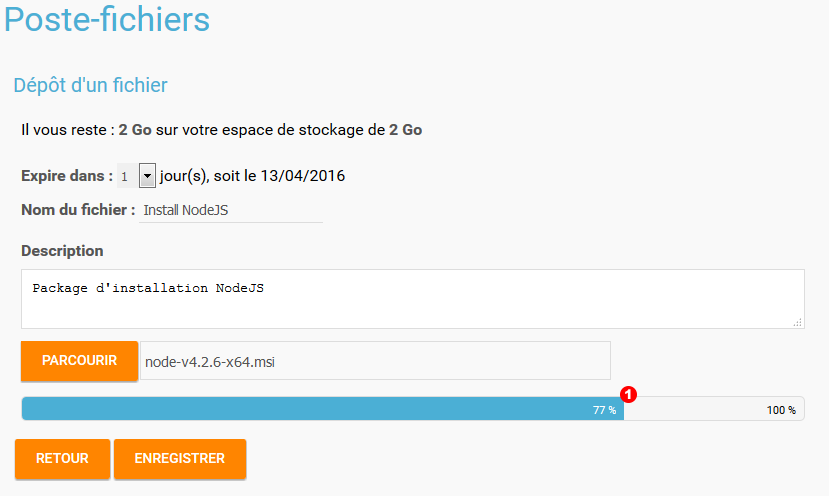 Poste-fichiers
Dépôt d'un fichier
Il vous reste : 2 Go sur votre espace de stockage de 2 Go
Expire dans : 1 jour(s), soit le 13/04/2016
Nom du fichier : Install NodeJS
Description
Package d'installation NodeJS
PARCOURIR node-v4.2.6-x64.msi
1
77 % 100 %
RETOUR ENREGISTRER